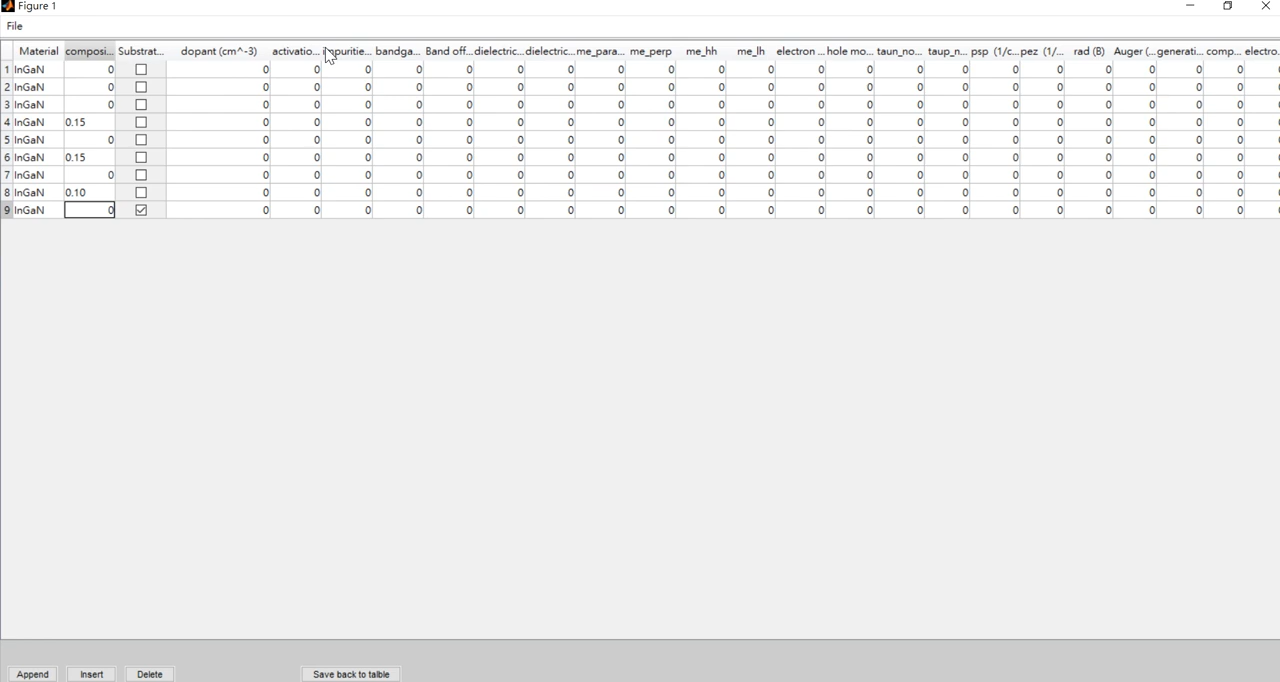 Figure 1
File
Material composi... Substrat... dopant (cm^-3) activatio... impuritie... bandga... Band off... dielectric... dielectric... me_para... me_perp me_hh me_lh electron ... hole mo... taun_no... taup_n... psp (1/c... pez (1/... rad (B) Auger (... generati... comp... electro.
1 InGaN 0 0 0 0 0 0 0 0 0 0 0 0 0 0 0 0 0 0 0 0 0 0 0
2 InGaN 0 0 0 0 0 0 0 0 0 0 0 0 0 0 0 0 0 0 0 0 0 0 0
3 InGaN 0 0 0 0 0 0 0 0 0 0 0 0 0 0 0 0 0 0 0 0 0 0 0
4 InGaN 0.15 0 0 0 0 0 0 0 0 0 0 0 0 0 0 0 0 0 0 0 0 0 0
5 InGaN 0 0 0 0 0 0 0 0 0 0 0 0 0 0 0 0 0 0 0 0 0 0 0
6 InGaN 0.15 0 0 0 0 0 0 0 0 0 0 0 0 0 0 0 0 0 0 0 0 0 0
7 InGaN 0 0 0 0 0 0 0 0 0 0 0 0 0 0 0 0 0 0 0 0 0 0 0
8 InGaN 0.10 0 0 0 0 0 0 0 0 0 0 0 0 0 0 0 0 0 0 0 0 0 0
9 InGaN 0 0 0 0 0 0 0 0 0 0 0 0 0 0 0 0 0 0 0 0 0 0 0
Append Insert Delete Save back to talble